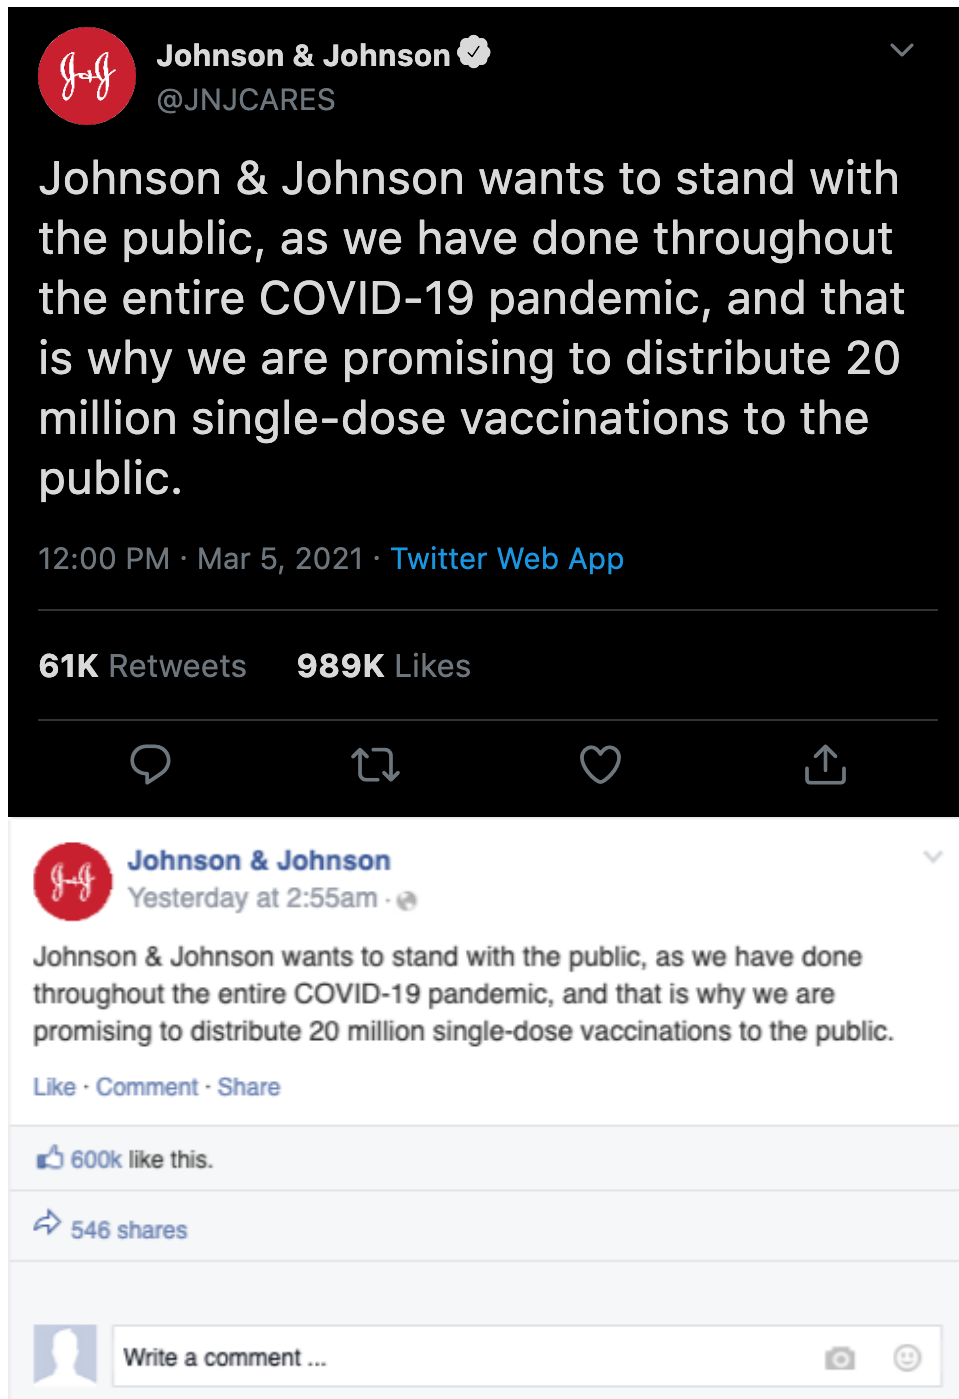 J&J
Johnson & Johnson
@JNJCARES
Johnson & Johnson wants to stand with
the public, as we have done throughout
the entire COVID-19 pandemic, and that
is why we are promising to distribute 20
million single-dose vaccinations to the
public.
12:00 PM · Mar 5, 2021 · Twitter Web App
61K Retweets 989K Likes
J&J
Johnson & Johnson
Yesterday at 2:55am ·
Johnson & Johnson wants to stand with the public, as we have done
throughout the entire COVID-19 pandemic, and that is why we are
promising to distribute 20 million single-dose vaccinations to the public.
Like · Comment · Share
600k like this.
546 shares
Write a comment ...